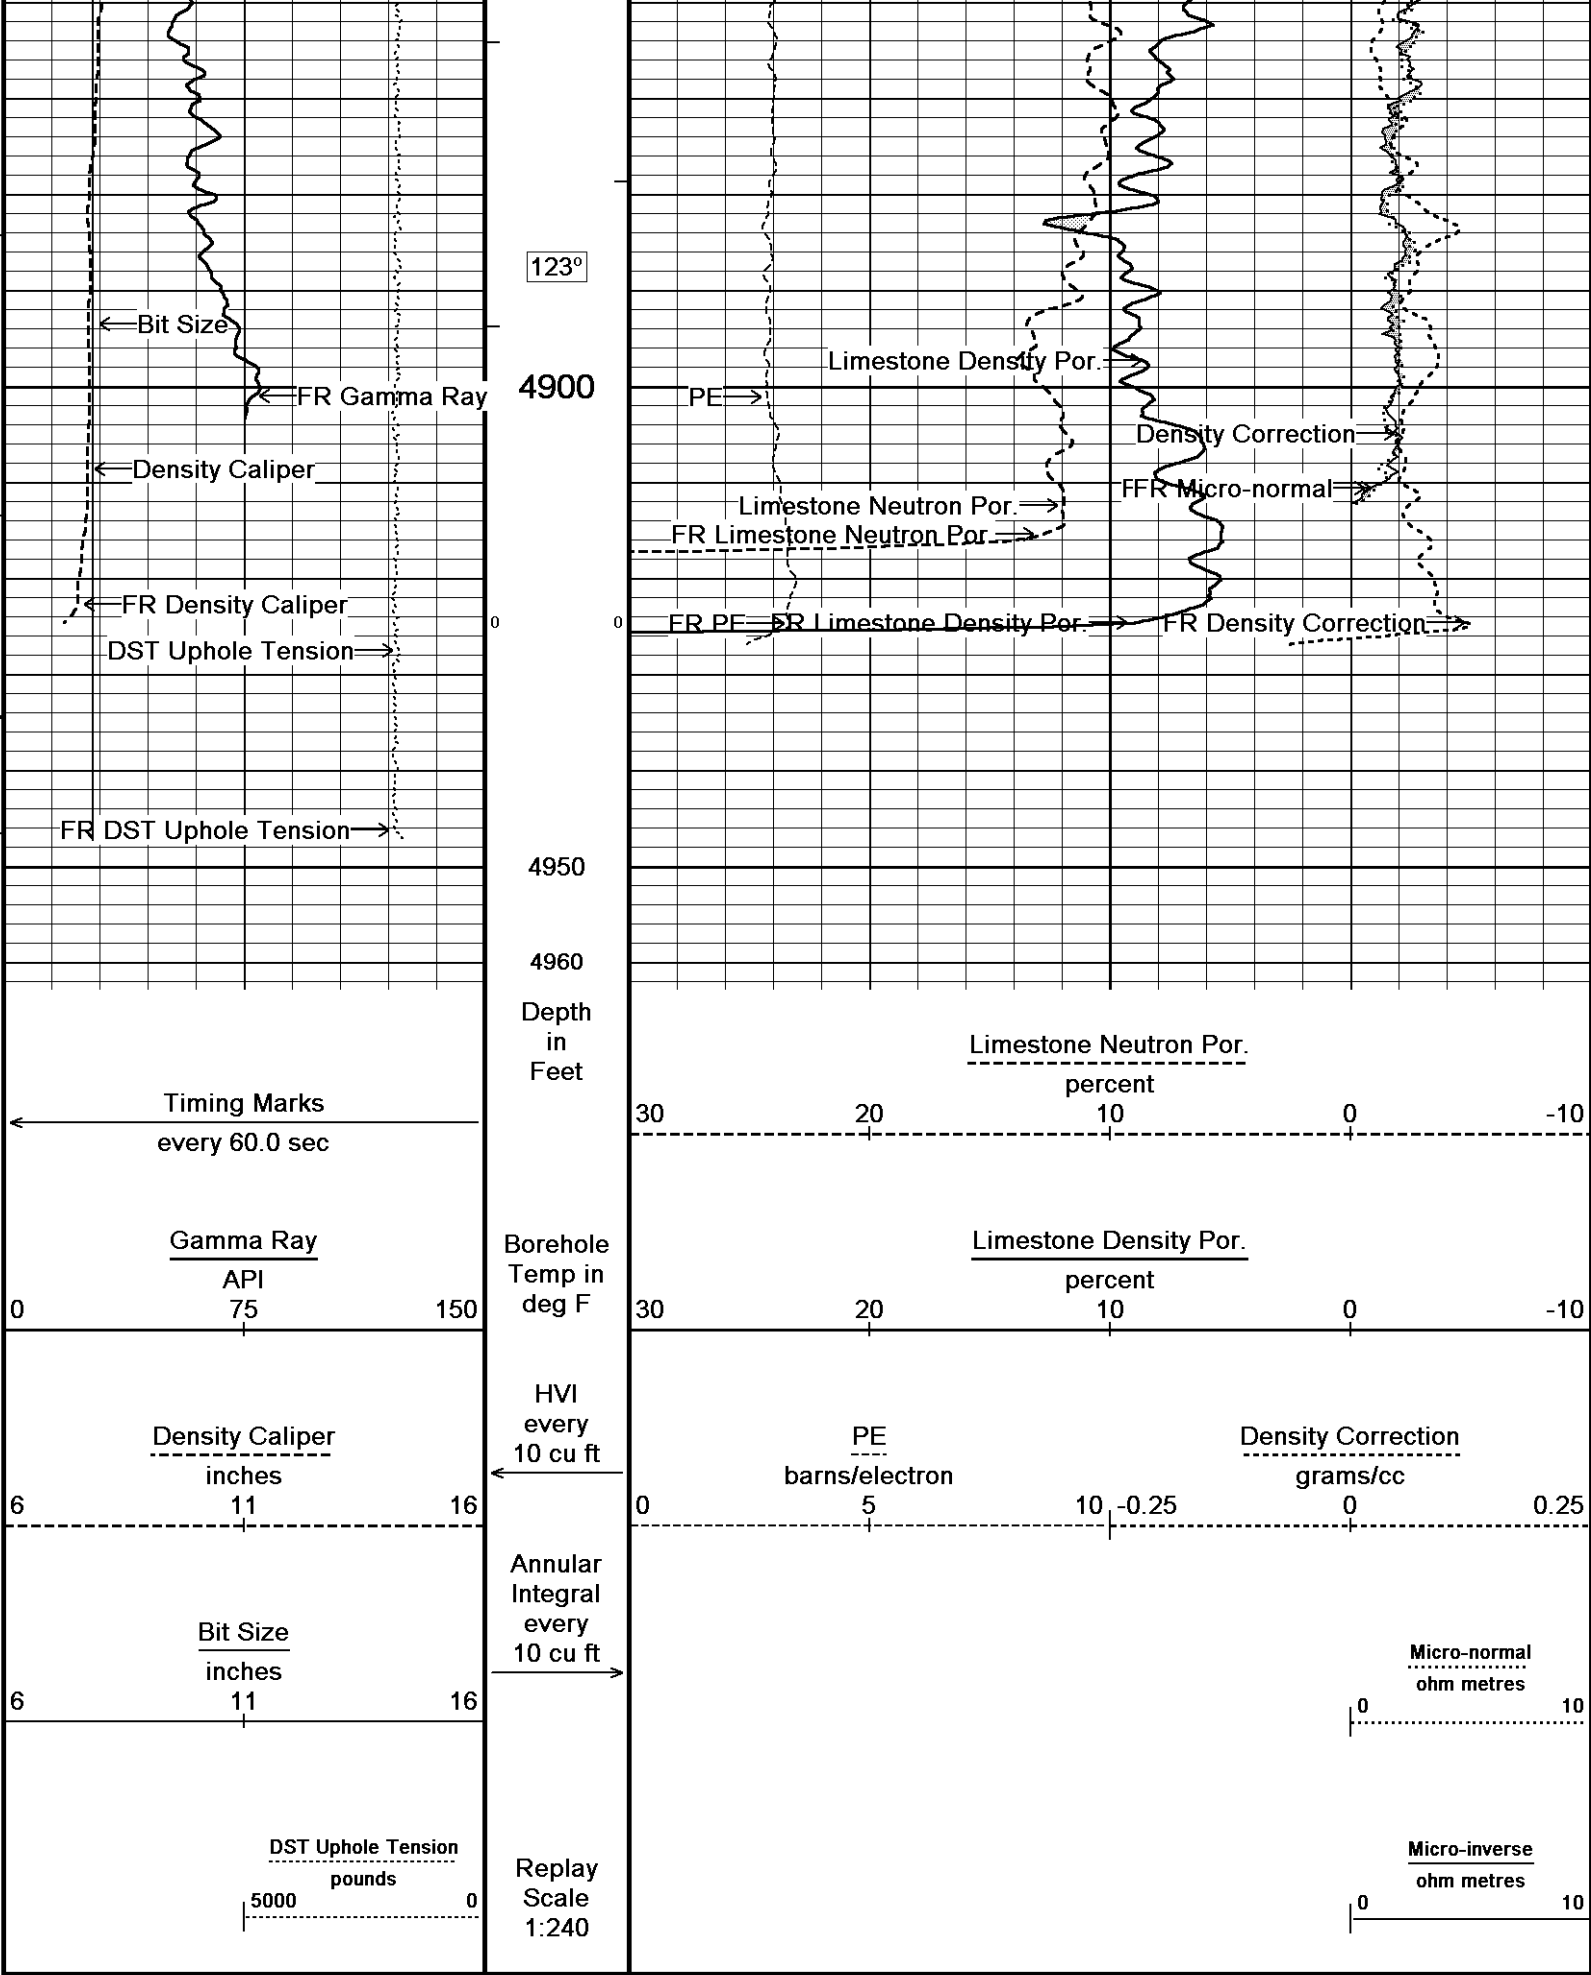 123º
Bit Size
Limestone Density Por.
4900
FR Gamma Ray
PE
Density Correction
Density Caliper
FFR Micro-normal
Limestone Neutron Por.
FR Limestone Neutron Por.
FR Density Caliper
0
0
FR PE
FR Limestone Density Por.
FR Density Correction
DST Uphole Tension
FR DST Uphole Tension
4950
4960
Depth
in
Feet
Limestone Neutron Por.
percent
30 20 10 0 -10
Timing Marks
every 60.0 sec
Gamma Ray
API
0 75 150
Borehole
Temp in
deg F
Limestone Density Por.
percent
30 20 10 0 -10
HVI
every
10 cu ft
Density Caliper
inches
6 11 16
PE
barns/electron
0 5 10
Density Correction
grams/cc
-0.25 0 0.25
Annular
Integral
every
10 cu ft
Bit Size
inches
6 11 16
Micro-normal
ohm metres
0 10
DST Uphole Tension
pounds
5000 0
Replay
Scale
1:240
Micro-inverse
ohm metres
0 10